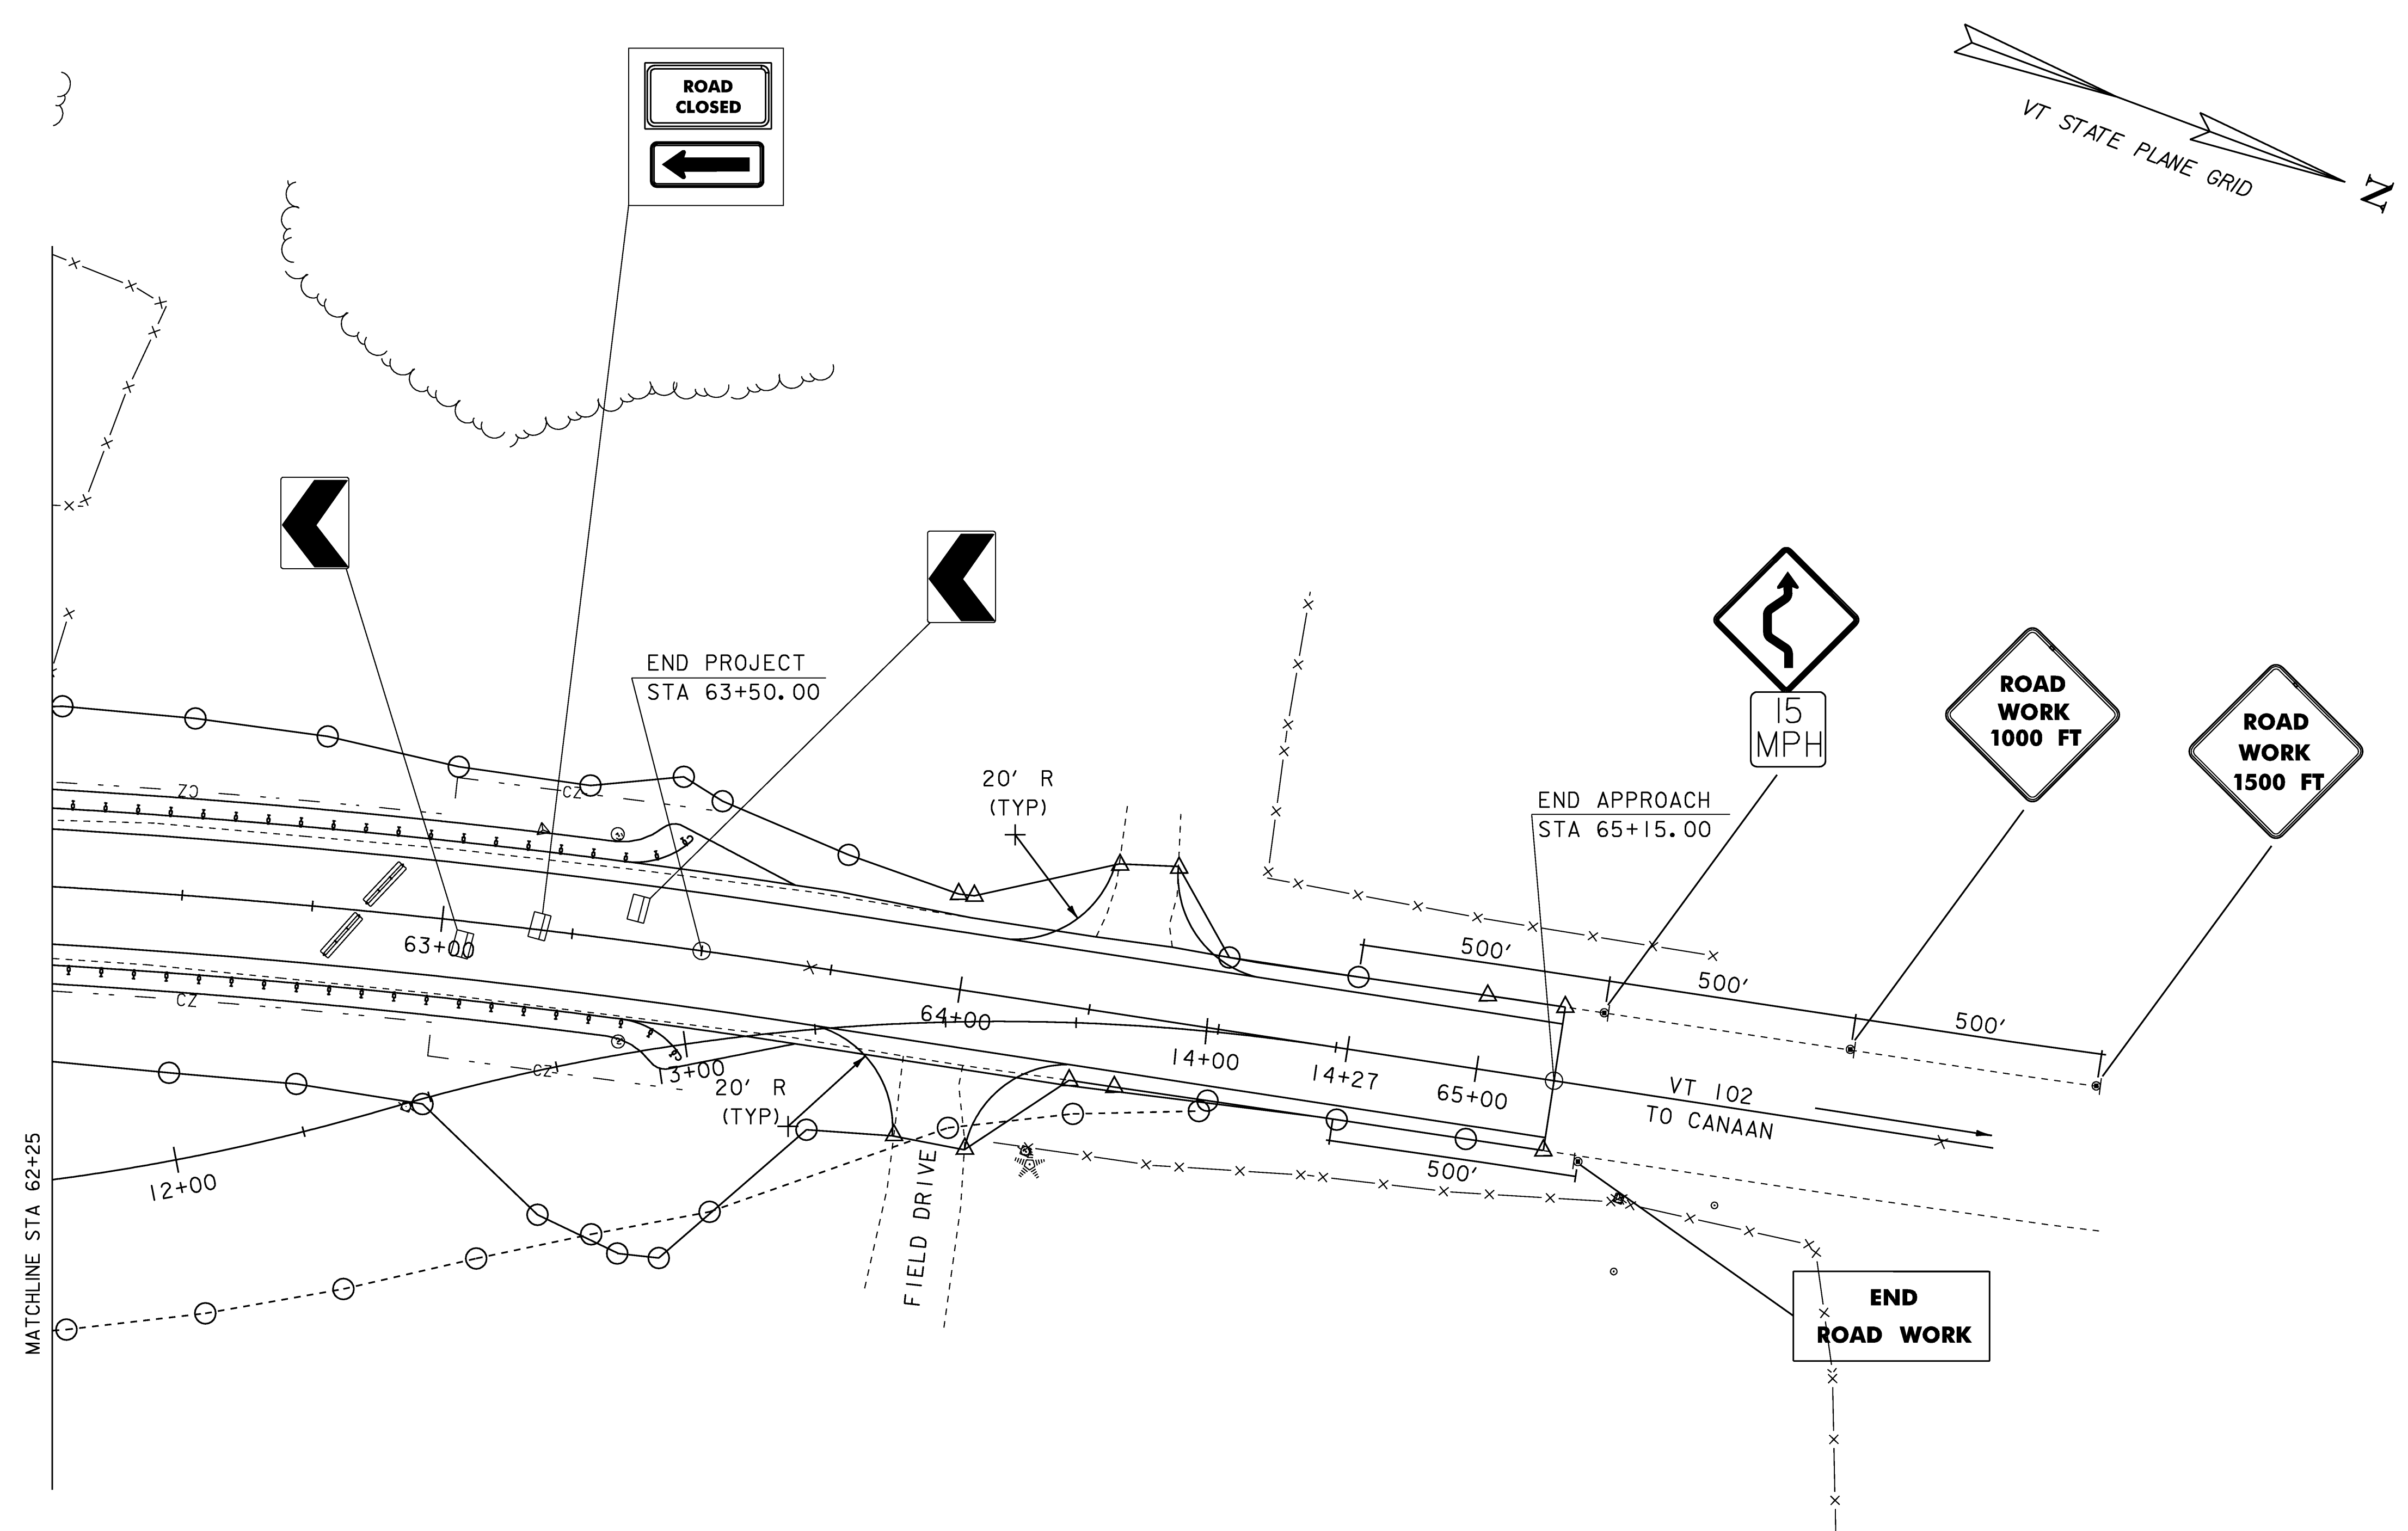 ROAD
CLOSED
VT STATE PLANE GRID
N
END PROJECT
STA 63+50.00
20' R
(TYP)
15
MPH
ROAD
WORK
1000 FT
ROAD
WORK
1500 FT
END APPROACH
STA 65+15.00
CZ
CZ
63+00
500'
500'
500'
CZ
64+00
CZ
13+00
14+00
14+27
65+00
VT 102
TO CANAAN
20' R
(TYP)
500'
12+00
FIELD DRIVE
MATCHLINE STA 62+25
END
ROAD WORK